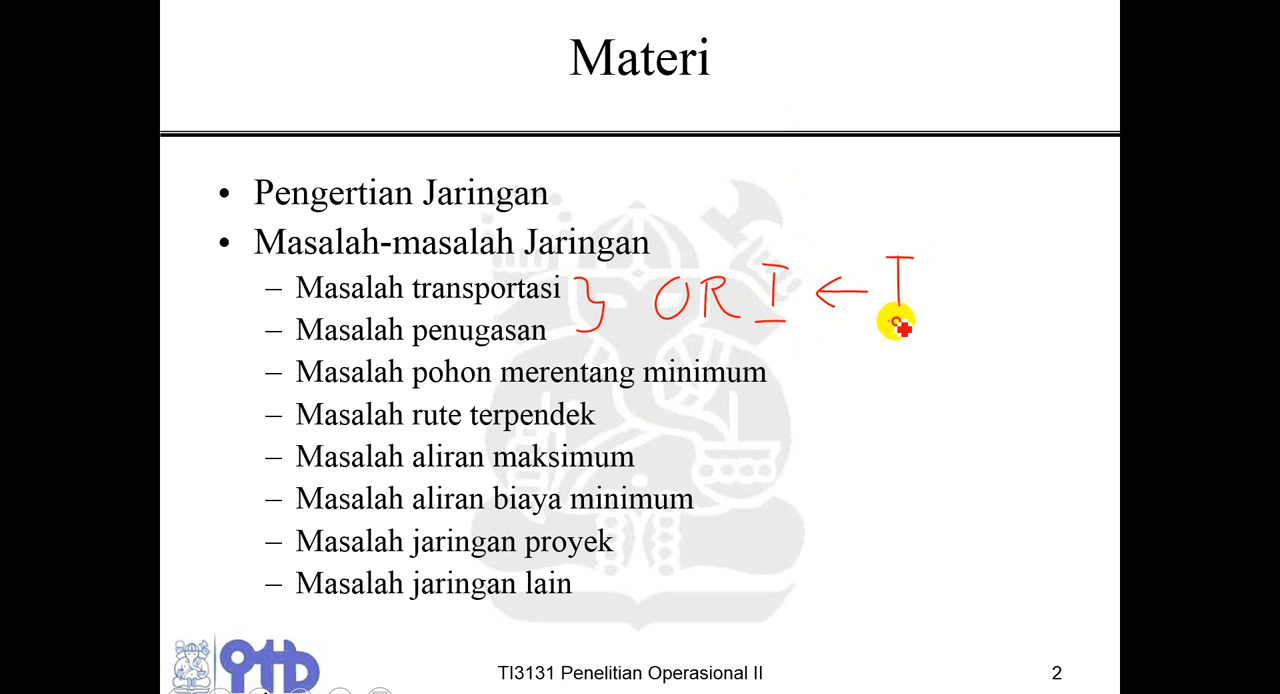 Materi
• Pengertian Jaringan
• Masalah-masalah Jaringan
– Masalah transportasi } OR I ← I
– Masalah penugasan
– Masalah pohon merentang minimum
– Masalah rute terpendek
– Masalah aliran maksimum
– Masalah aliran biaya minimum
– Masalah jaringan proyek
– Masalah jaringan lain
TI3131 Penelitian Operasional II
2